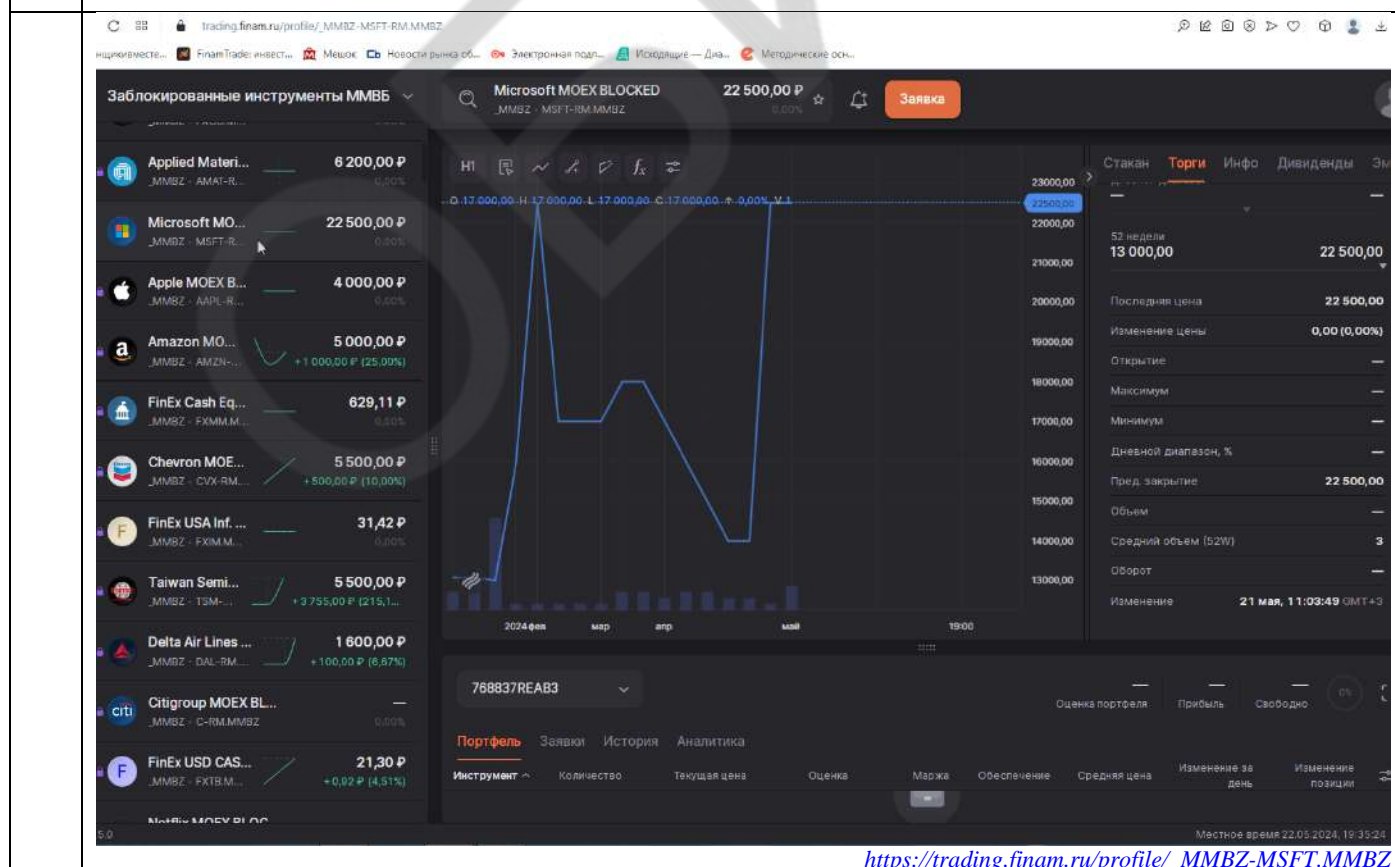 trading.finam.ru/profile/_MMBZ-MSFT-RM.MMBZ
нщикивместе... FinamTrade: инвест... Мешок Новости рынка об... Электронная подп... Исходящие — Диа... Методические осн...
Заблокированные инструменты ММВБ
Microsoft MOEX BLOCKED 22 500,00 ₽
_MMBZ · MSFT-RM.MMBZ 0,00%
Заявка
Applied Materi... 6 200,00 ₽
_MMBZ · AMAT-R... 0,00%
Microsoft MO... 22 500,00 ₽
_MMBZ · MSFT-R... 0,00%
Apple MOEX B... 4 000,00 ₽
_MMBZ · AAPL-R... 0,00%
Amazon MO... 5 000,00 ₽
_MMBZ · AMZN-... +1 000,00 ₽ (25,00%)
FinEx Cash Eq... 629,11 ₽
_MMBZ · FXMM.M... 0,00%
Chevron MOE... 5 500,00 ₽
_MMBZ · CVX-RM.... +500,00 ₽ (10,00%)
FinEx USA Inf. ... 31,42 ₽
_MMBZ · FXIM.M... 0,00%
Taiwan Semi... 5 500,00 ₽
_MMBZ · TSM-... +3 755,00 ₽ (215,1...
Delta Air Lines ... 1 600,00 ₽
_MMBZ · DAL-RM.... +100,00 ₽ (6,67%)
Citigroup MOEX BL... —
_MMBZ · C-RM.MMBZ 0,00%
FinEx USD CAS... 21,30 ₽
_MMBZ · FXTB.M... +0,92 ₽ (4,51%)
Netflix MOEX BLOC
5.0
H1
O 17 000,00 H 17 000,00 L 17 000,00 C 17 000,00 0,00% V 1
23000,00
22500,00
22000,00
21000,00
20000,00
19000,00
18000,00
17000,00
16000,00
15000,00
14000,00
13000,00
2024 фев мар апр май 19:00
Стакан Торги Инфо Дивиденды Эм
— —
52 недели
13 000,00 22 500,00
Последняя цена 22 500,00
Изменение цены 0,00 (0,00%)
Открытие —
Максимум —
Минимум —
Дневной диапазон, % —
Пред. закрытие 22 500,00
Объем —
Средний объем (52W) 3
Оборот —
Изменение 21 мая, 11:03:49 GMT+3
768837REAB3
— — — 0%
Оценка портфеля Прибыль Свободно
Портфель Заявки История Аналитика
Инструмент Количество Текущая цена Оценка Маржа Обеспечение Средняя цена Изменение за день Изменение позиции
Местное время 22.05.2024, 19:35:24
https://trading.finam.ru/profile/_MMBZ-MSFT.MMBZ